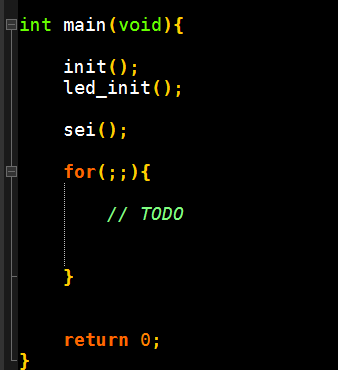 int main(void){
init();
led_init();
sei();
for(;;){
// TODO
}
return 0;
}